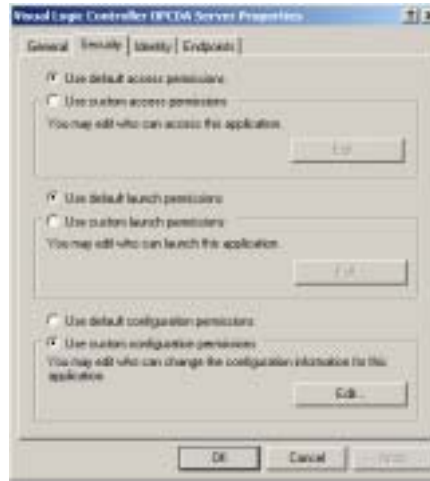 Visual Logic Controller OPCDA Server Properties
General Security Identity Endpoints
Use default access permissions
Use custom access permissions
You may edit who can access this application.
Edit...
Use default launch permissions
Use custom launch permissions
You may edit who can launch this application.
Edit...
Use default configuration permissions
Use custom configuration permissions
You may edit who can change the configuration information for this
application.
Edit...
OK Cancel Apply